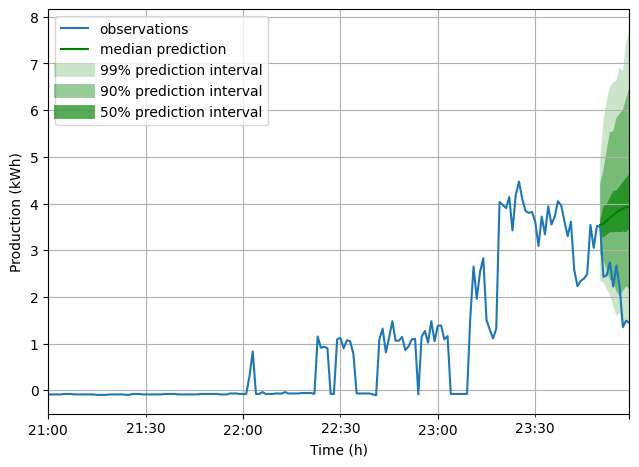 8
7
6
5
4
3
2
1
0
Production (kWh)
observations
median prediction
99% prediction interval
90% prediction interval
50% prediction interval
21:00
21:30
22:00
22:30
23:00
23:30
Time (h)